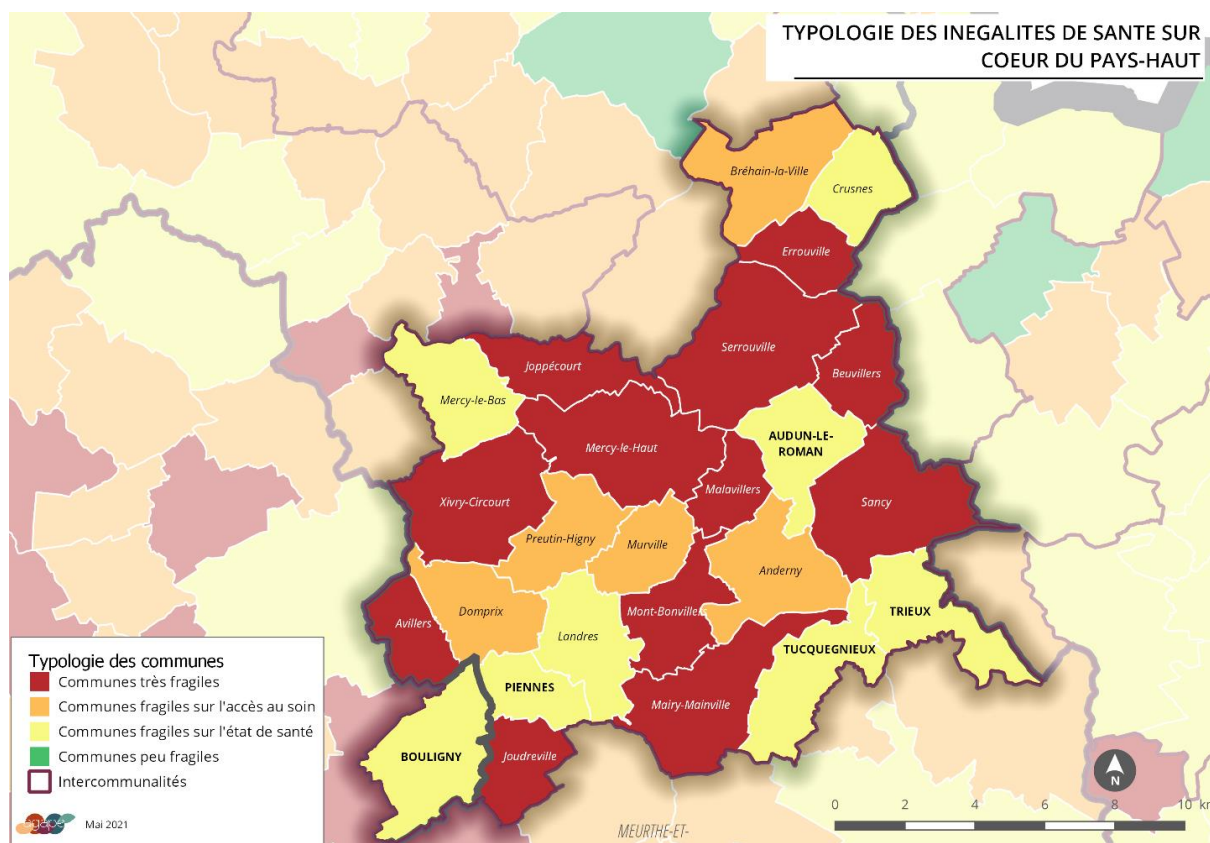 TYPOLOGIE DES INEGALITES DE SANTE SUR
COEUR DU PAYS-HAUT
Bréhain-la-Ville
Crusnes
Errouville
Serrouville
Joppécourt
Beuvillers
Mercy-le-Bas
AUDUN-LE-
ROMAN
Mercy-le-Haut
Malavillers
Xivry-Circourt
Sancy
Preutin-Higny
Murville
Anderny
Domprix
Mont-Bonvillers
TRIEUX
Avillers
Landres
TUCQUEGNIEUX
PIENNES
Mairy-Mainville
BOULIGNY
Joudreville
Typologie des communes
Communes très fragiles
Communes fragiles sur l'accès au soin
Communes fragiles sur l'état de santé
Communes peu fragiles
Intercommunalités
agape
Mai 2021
N
0 2 4 6 8 10 km
MEURTHE-ET-